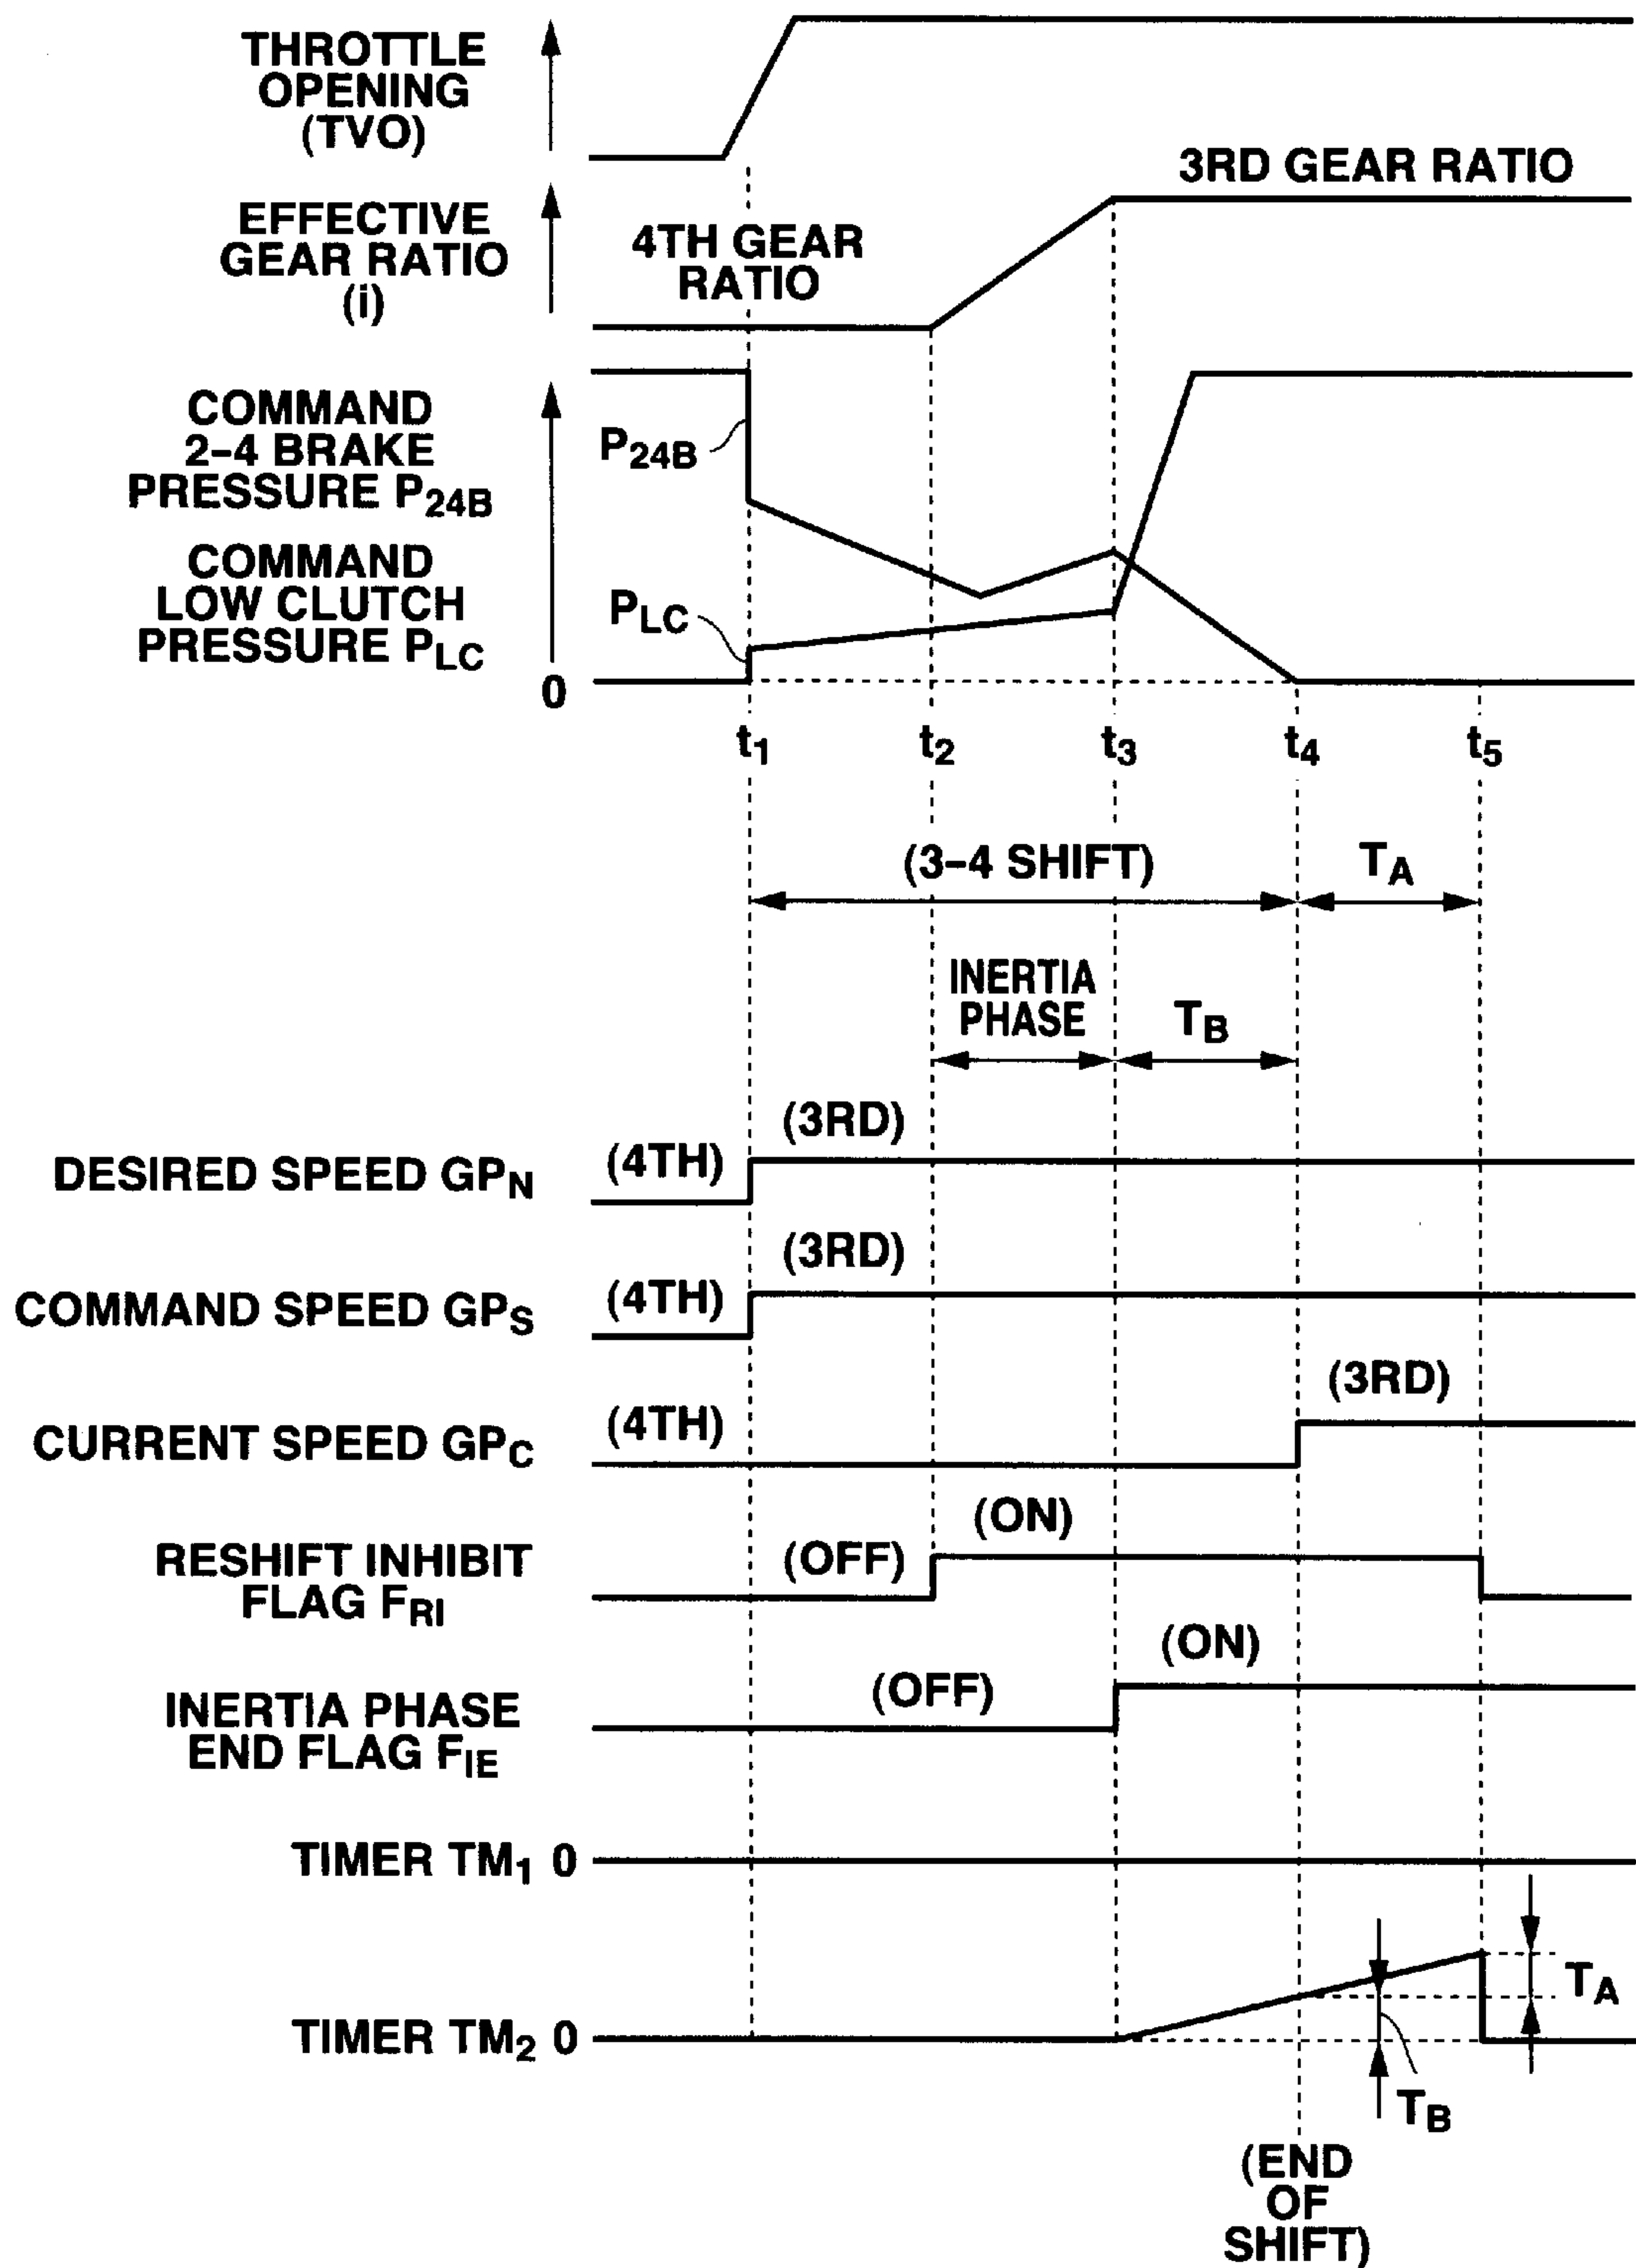 THROTTLE
OPENING
(TVO)
3RD GEAR RATIO
EFFECTIVE
GEAR RATIO
(i)
4TH GEAR
RATIO
COMMAND
2-4 BRAKE
PRESSURE P24B
P24B
COMMAND
LOW CLUTCH
PRESSURE PLC
PLC
0
t1 t2 t3 t4 t5
(3-4 SHIFT) TA
INERTIA
PHASE
TB
(3RD)
DESIRED SPEED GPN (4TH)
(3RD)
COMMAND SPEED GPS (4TH)
(3RD)
CURRENT SPEED GPC (4TH)
(ON)
RESHIFT INHIBIT
FLAG FRI
(OFF)
(ON)
INERTIA PHASE
END FLAG FIE
(OFF)
TIMER TM1 0
TA
TIMER TM2 0
TB
(END
OF
SHIFT)